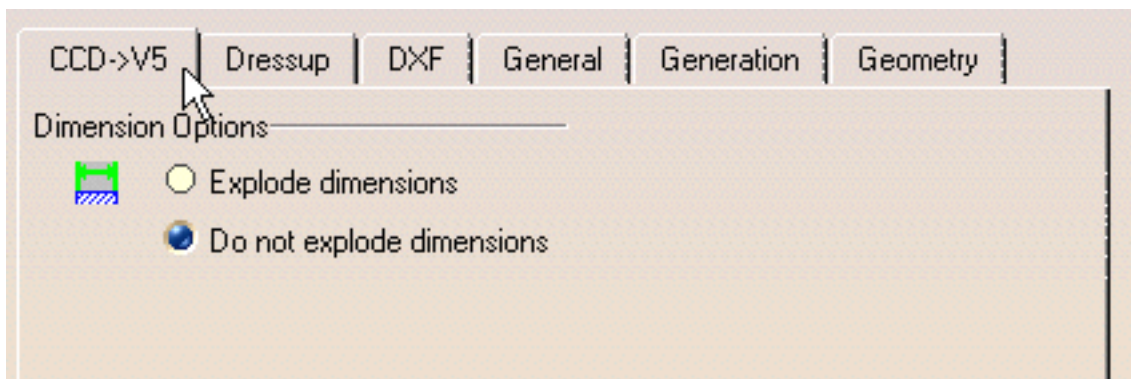 CCD->V5 Dressup DXF General Generation Geometry
Dimension Options
Explode dimensions
Do not explode dimensions